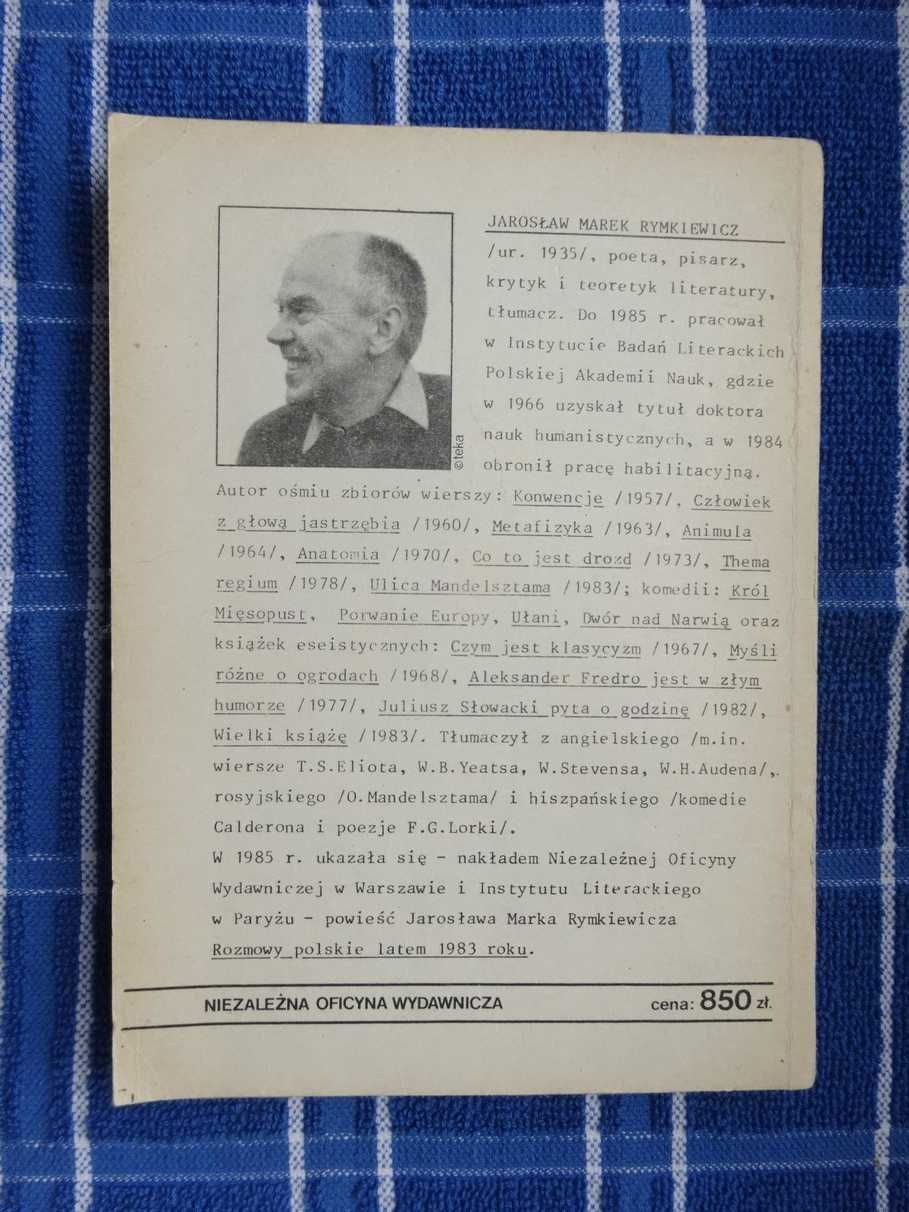 JAROSŁAW MAREK RYMKIEWICZ
/ur. 1935/, poeta, pisarz,
krytyk i teoretyk literatury,
tłumacz. Do 1985 r. pracował
w Instytucie Badań Literackich
Polskiej Akademii Nauk, gdzie
w 1966 uzyskał tytuł doktora
nauk humanistycznych, a w 1984
obronił pracę habilitacyjną.
© teka
Autor ośmiu zbiorów wierszy: Konwencje /1957/, Człowiek
z głową jastrzębia /1960/, Metafizyka /1963/, Animula
/1964/, Anatomia /1970/, Co to jest drozd /1973/, Thema
regium /1978/, Ulica Mandelsztama /1983/; komedii: Król
Mięsopust, Porwanie Europy, Ułani, Dwór nad Narwią oraz
książek eseistycznych: Czym jest klasycyzm /1967/, Myśli
różne o ogrodach /1968/, Aleksander Fredro jest w złym
humorze /1977/, Juliusz Słowacki pyta o godzinę /1982/,
Wielki książę /1983/. Tłumaczył z angielskiego /m.in.
wiersze T.S.Eliota, W.B.Yeatsa, W.Stevensa, W.H.Audena/,
rosyjskiego /O.Mandelsztama/ i hiszpańskiego /komedie
Calderona i poezje F.G.Lorki/.
W 1985 r. ukazała się - nakładem Niezależnej Oficyny
Wydawniczej w Warszawie i Instytutu Literackiego
w Paryżu - powieść Jarosława Marka Rymkiewicza
Rozmowy polskie latem 1983 roku.
NIEZALEŻNA OFICYNA WYDAWNICZA cena: 850 zł.